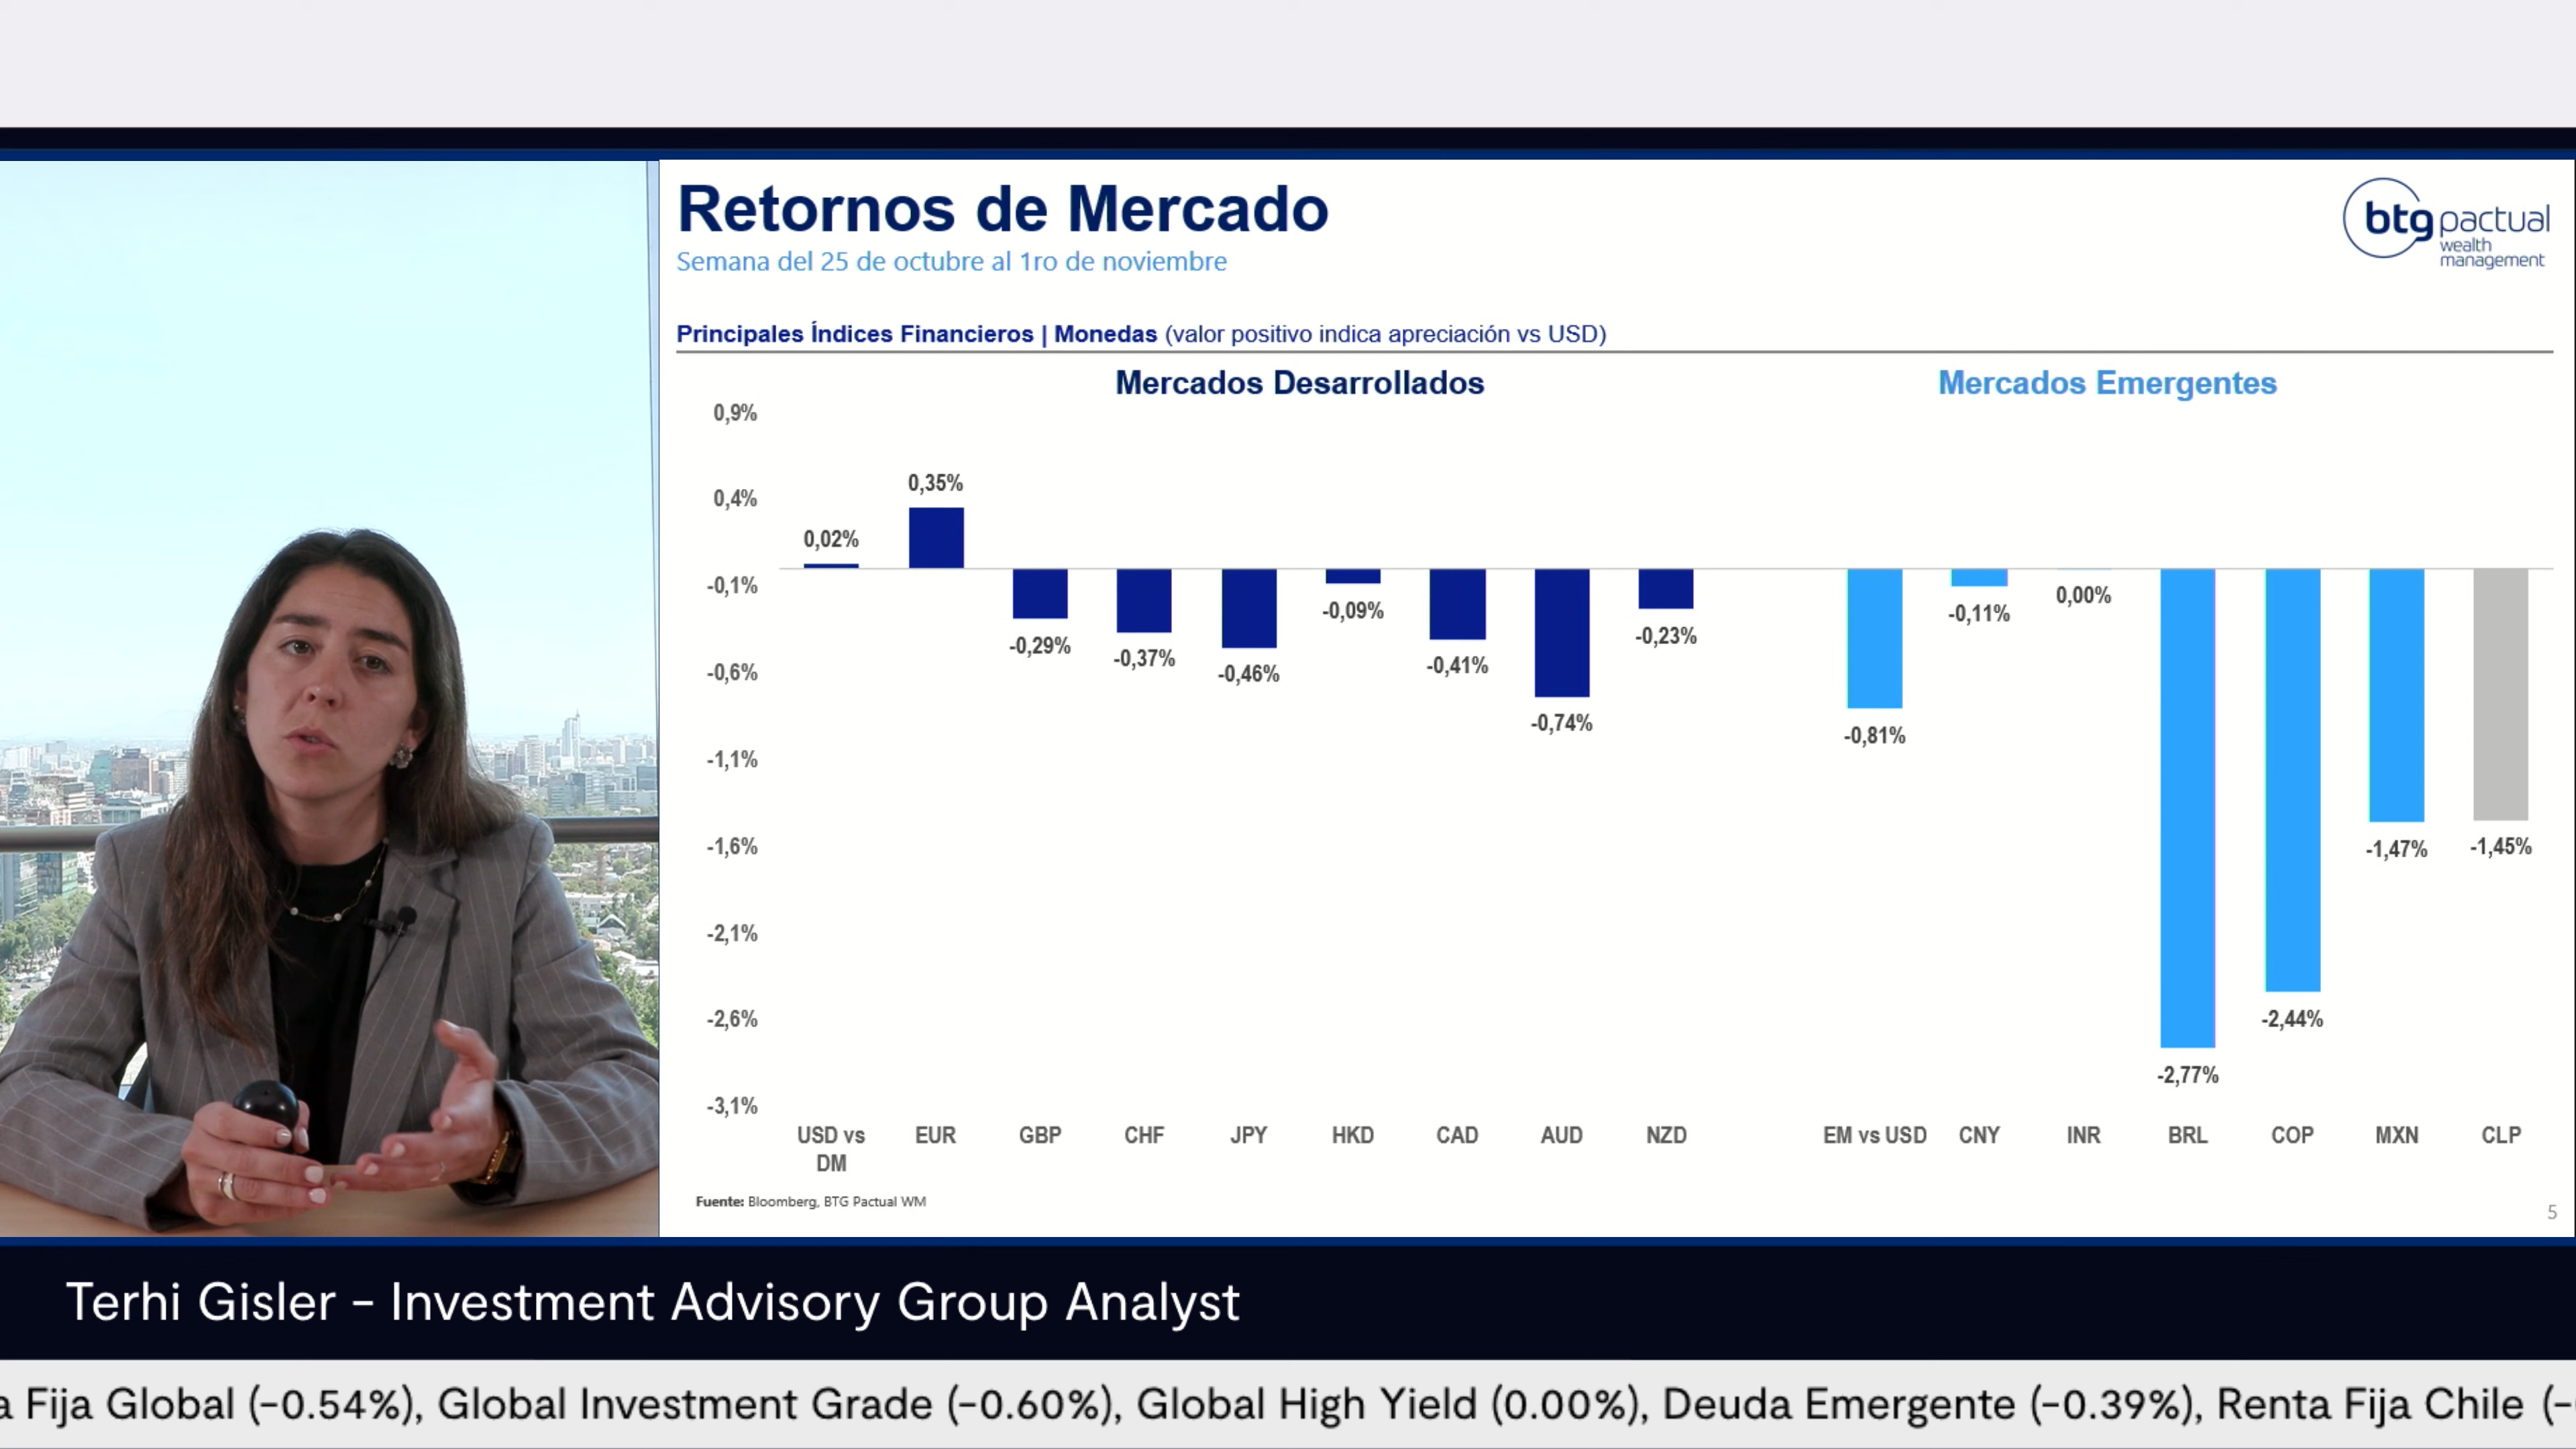 Retornos de Mercado
Semana del 25 de octubre al 1ro de noviembre
btg pactual
wealth
management
Principales Índices Financieros | Monedas (valor positivo indica apreciación vs USD)
Mercados Desarrollados
Mercados Emergentes
0,9%
0,4%
-0,1%
-0,6%
-1,1%
-1,6%
-2,1%
-2,6%
-3,1%
0,02%
0,35%
-0,29%
-0,37%
-0,46%
-0,09%
-0,41%
-0,74%
-0,23%
-0,81%
-0,11%
0,00%
-2,77%
-2,44%
-1,47%
-1,45%
USD vs
DM
EUR
GBP
CHF
JPY
HKD
CAD
AUD
NZD
EM vs USD
CNY
INR
BRL
COP
MXN
CLP
Fuente: Bloomberg, BTG Pactual WM
5
Terhi Gisler - Investment Advisory Group Analyst
a Fija Global (-0.54%), Global Investment Grade (-0.60%), Global High Yield (0.00%), Deuda Emergente (-0.39%), Renta Fija Chile (-